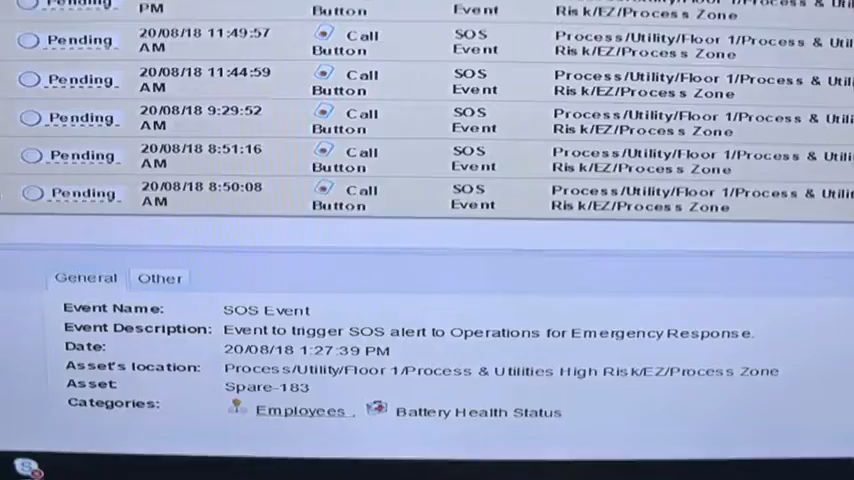 Pending
PM Button Event Risk/EZ/Process Zone
Pending 20/08/18 11:49:57 Call SOS Process/Utility/Floor 1/Process & Util
AM Button Event Risk/EZ/Process Zone
Pending 20/08/18 11:44:59 Call SOS Process/Utility/Floor 1/Process & Utili
AM Button Event Risk/EZ/Process Zone
Pending 20/08/18 9:29:52 Call SOS Process/Utility/Floor 1/Process & Utili
AM Button Event Risk/EZ/Process Zone
Pending 20/08/18 8:51:16 Call SOS Process/Utility/Floor 1/Process & Utili
AM Button Event Risk/EZ/Process Zone
Pending 20/08/18 8:50:08 Call SOS Process/Utility/Floor 1/Process & Utili
AM Button Event Risk/EZ/Process Zone
General Other
Event Name: SOS Event
Event Description: Event to trigger SOS alert to Operations for Emergency Response.
Date: 20/08/18 1:27:39 PM
Asset's location: Process/Utility/Floor 1/Process & Utilities High Risk/EZ/Process Zone
Asset: Spare-183
Categories: Employees , Battery Health Status